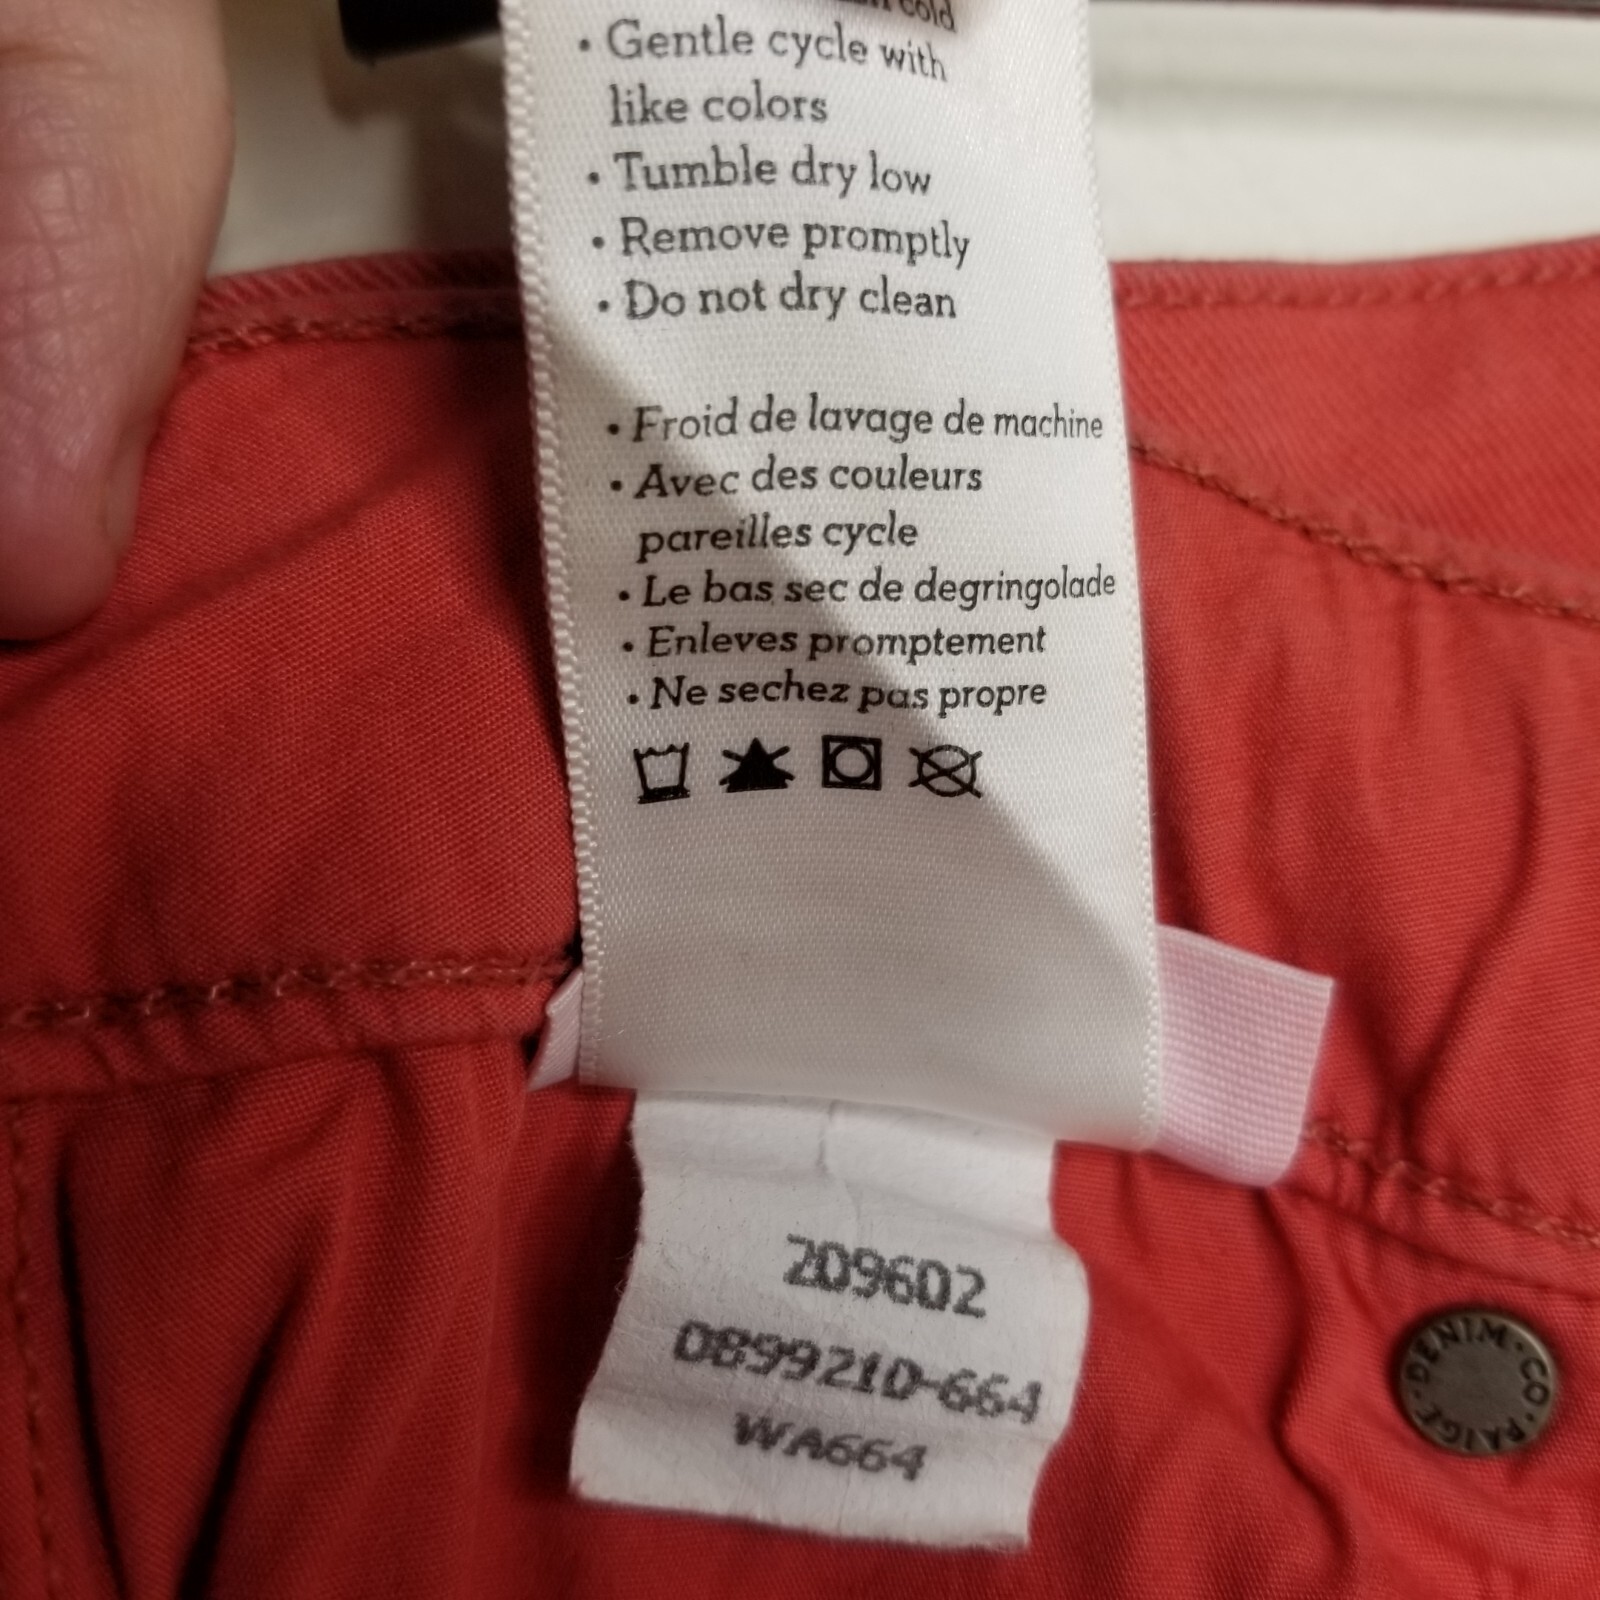 cold
• Gentle cycle with
like colors
• Tumble dry low
• Remove promptly
• Do not dry clean
• Froid de lavage de machine
• Avec des couleurs
pareilles cycle
• Le bas sec de degringolade
• Enleves promptement
• Ne sechez pas propre
209602
089921D-664
WA664
DENIM · CO · PAIGE ·